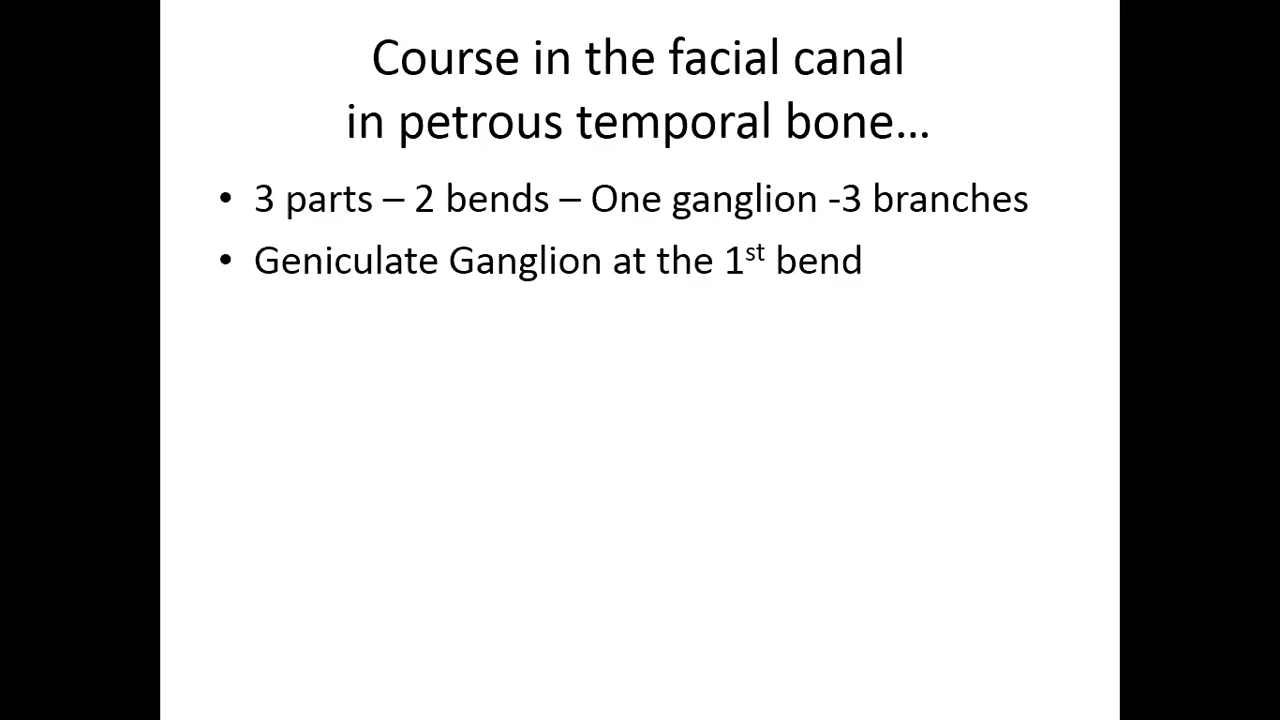 Course in the facial canal
in petrous temporal bone…
• 3 parts – 2 bends – One ganglion -3 branches
• Geniculate Ganglion at the 1st bend